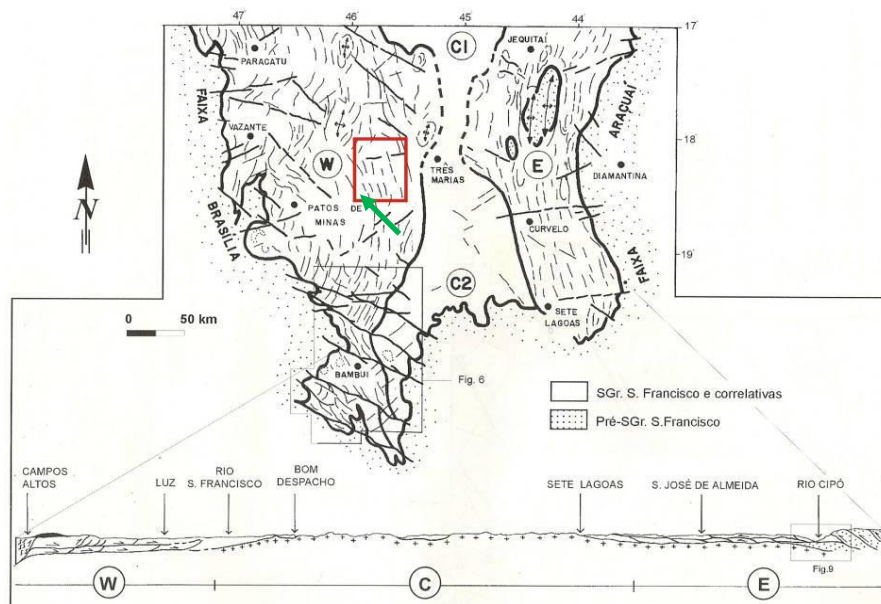 47
46
45
44
17
C1
JEQUITAÍ
PARACATU
FAIXA
ARAÇUAÍ
VAZANTE
18
W
E
TRÊS
MARIAS
DIAMANTINA
N
PATOS DE
MINAS
BRASÍLIA
CURVELO
FAIXA
19
C2
0 50 km
SETE
LAGOAS
BAMBUI
Fig. 6
SGr. S. Francisco e correlativas
Pré-SGr. S.Francisco
CAMPOS
ALTOS
LUZ
RIO
S. FRANCISCO
BOM
DESPACHO
SETE LAGOAS
S. JOSÉ DE ALMEIDA
RIO CIPÓ
Fig.9
W
C
E